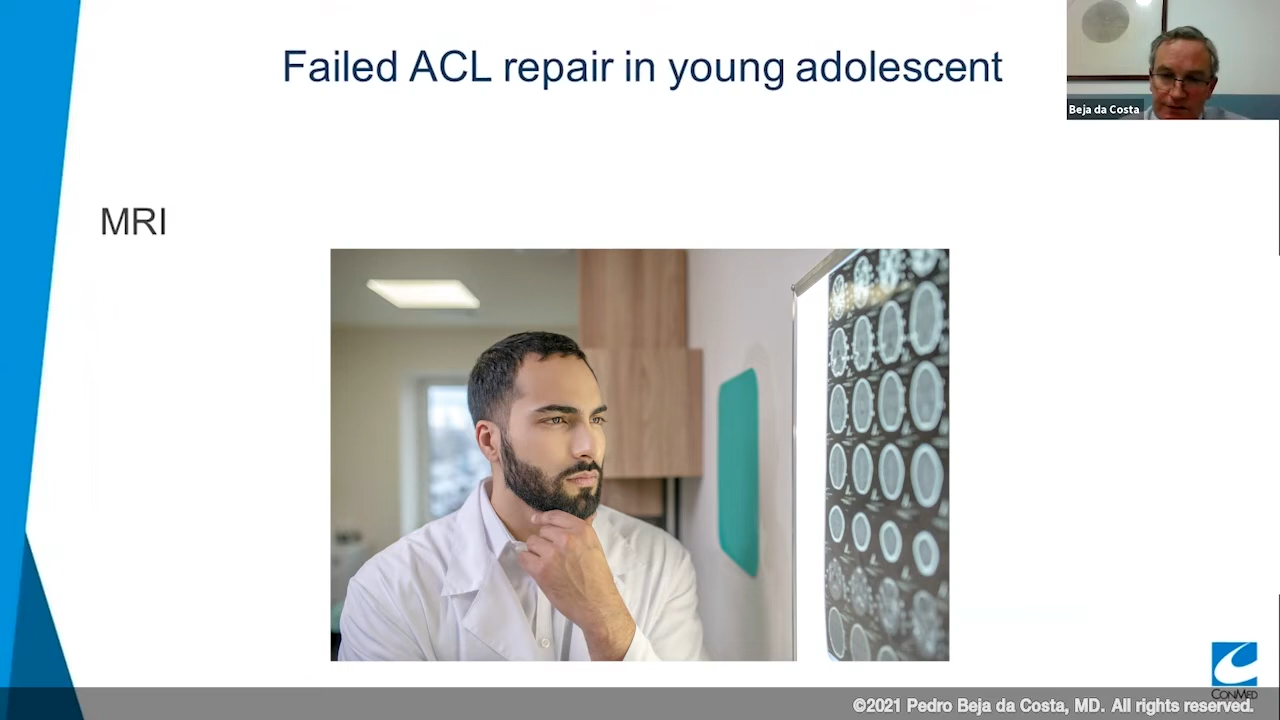 Failed ACL repair in young adolescent
Beja da Costa
MRI
CONMED
©2021 Pedro Beja da Costa, MD. All rights reserved.